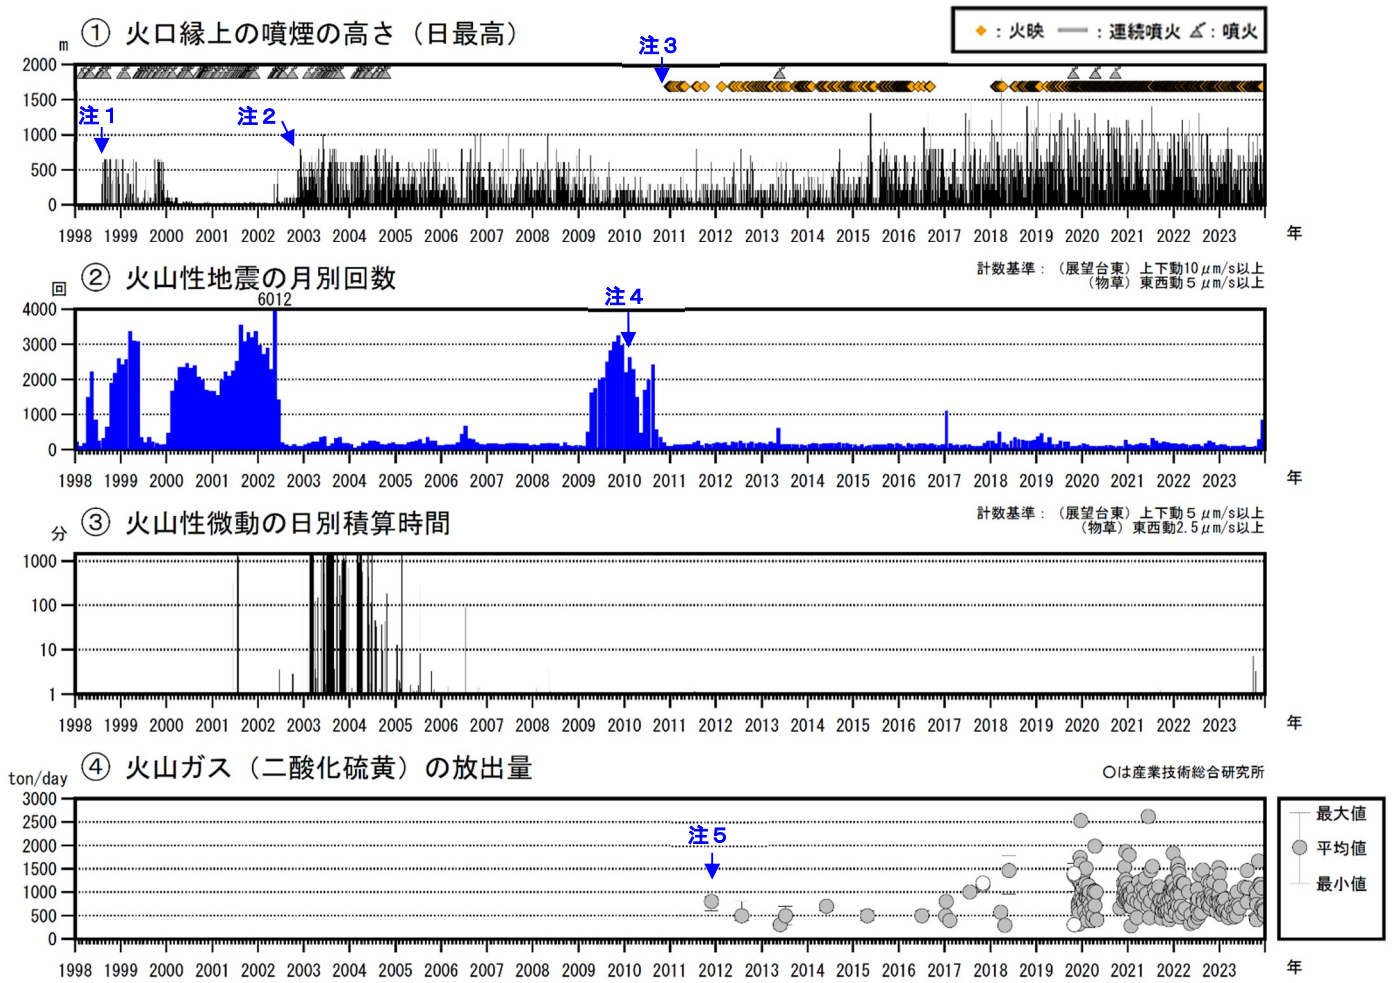 ① 火口縁上の噴煙の高さ（日最高）
◆：火映 ――：連続噴火 ：噴火
m
注３
2000
1500
注１
注２
1000
500
0
1998 1999 2000 2001 2002 2003 2004 2005 2006 2007 2008 2009 2010 2011 2012 2013 2014 2015 2016 2017 2018 2019 2020 2021 2022 2023 年
② 火山性地震の月別回数
計数基準：（展望台東）上下動10μm/s以上
（物草）東西動５μm/s以上
回
6012
注４
4000
3000
2000
1000
0
1998 1999 2000 2001 2002 2003 2004 2005 2006 2007 2008 2009 2010 2011 2012 2013 2014 2015 2016 2017 2018 2019 2020 2021 2022 2023 年
③ 火山性微動の日別積算時間
計数基準：（展望台東）上下動５μm/s以上
（物草）東西動2.5μm/s以上
分
1000
100
10
1
1998 1999 2000 2001 2002 2003 2004 2005 2006 2007 2008 2009 2010 2011 2012 2013 2014 2015 2016 2017 2018 2019 2020 2021 2022 2023 年
④ 火山ガス（二酸化硫黄）の放出量
○は産業技術総合研究所
ton/day
3000
2500
注５
2000
1500
1000
500
0
最大値
平均値
最小値
1998 1999 2000 2001 2002 2003 2004 2005 2006 2007 2008 2009 2010 2011 2012 2013 2014 2015 2016 2017 2018 2019 2020 2021 2022 2023 年